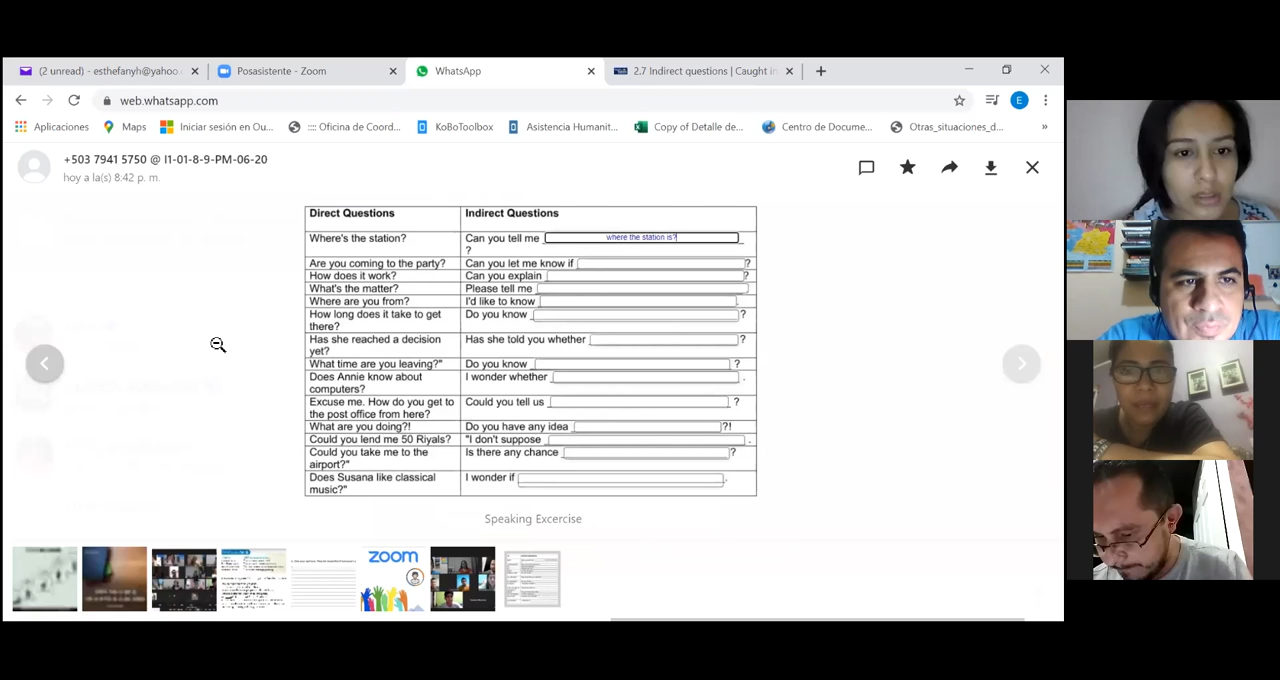 (2 unread) - esthefanyh@yahoo.
Posasistente - Zoom
WhatsApp
2.7 Indirect questions | Caught in
web.whatsapp.com
E
Aplicaciones
Maps
Iniciar sesión en Ou...
:::: Oficina de Coord...
KoBoToolbox
Asistencia Humanit...
Copy of Detalle de...
Centro de Docume...
Otras_situaciones_d...
»
+503 7941 5750 @ I1-01-8-9-PM-06-20
hoy a la(s) 8:42 p. m.
Direct Questions Indirect Questions
Where's the station? Can you tell me where the station is?
?
Are you coming to the party? Can you let me know if ?
How does it work? Can you explain ?
What's the matter? Please tell me
Where are you from? I'd like to know .
How long does it take to get Do you know ?
there?
Has she reached a decision Has she told you whether ?
yet?
What time are you leaving?" Do you know ?
Does Annie know about I wonder whether .
computers?
Excuse me. How do you get to Could you tell us ?
the post office from here?
What are you doing?! Do you have any idea ?!
Could you lend me 50 Riyals? "I don't suppose .
Could you take me to the Is there any chance ?
airport?"
Does Susana like classical I wonder if .
music?"
Speaking Excercise
zoom